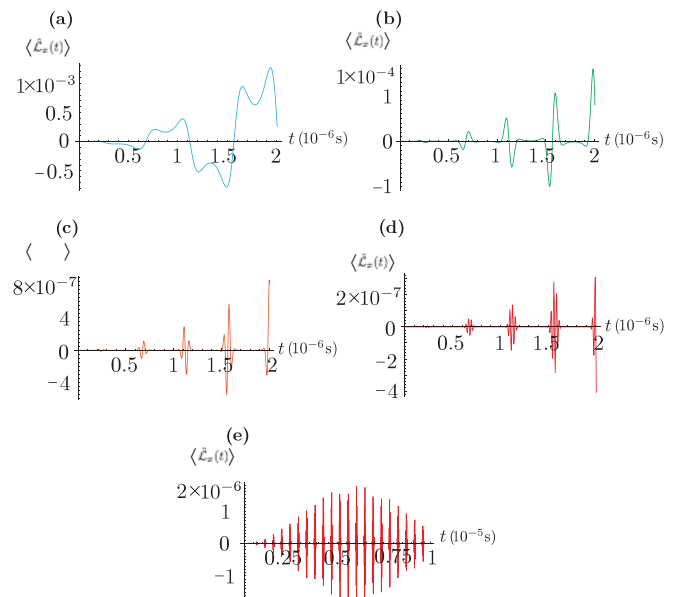 (a) (b)
⟨ℒ̂ₓ(t)⟩ ⟨ℒ̂ₓ(t)⟩
1×10⁻³ 1×10⁻⁴
0.5 1
0 0.5 1 1.5 2 t (10⁻⁶s) 0 0.5 1 1.5 2 t (10⁻⁶s)
−0.5 −1
(c) (d)
⟨ ⟩ ⟨ℒ̂ₓ(t)⟩
8×10⁻⁷ 2×10⁻⁷
4
0 0.5 1 1.5 2 t (10⁻⁶s) 0 0.5 1 1.5 2 t (10⁻⁶s)
−4 −2
−4
(e)
⟨ℒ̂ₓ(t)⟩
2×10⁻⁶
1
0 0.25 0.5 0.75 1 t (10⁻⁵s)
−1